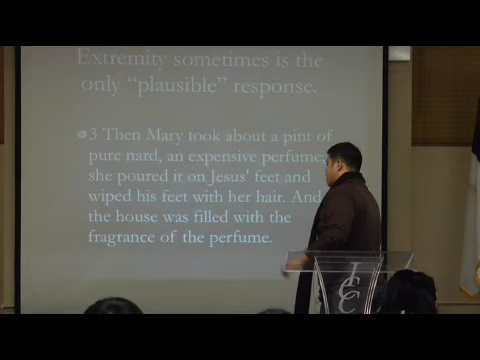 Extremity sometimes is the
only “plausible” response.
3 Then Mary took about a pint of
pure nard, an expensive perfume;
she poured it on Jesus' feet and
wiped his feet with her hair. And
the house was filled with the
fragrance of the perfume.
ICC